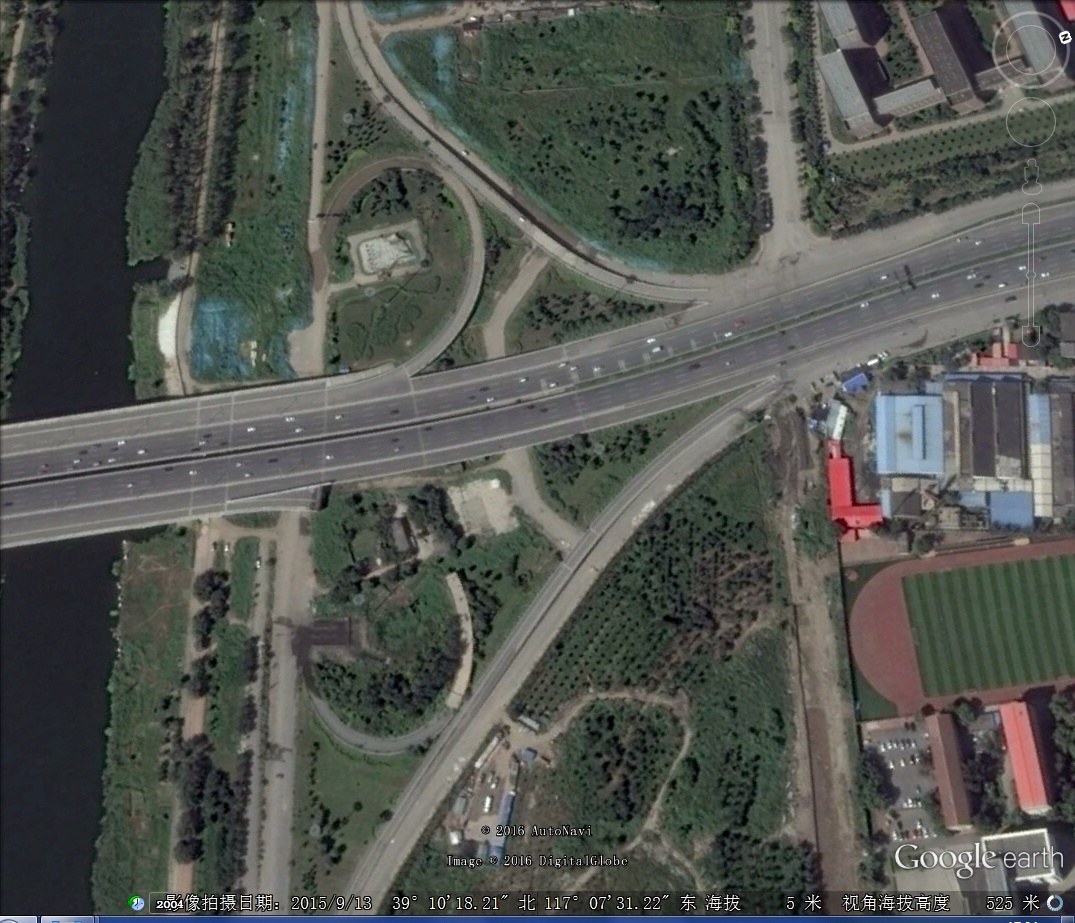 © 2016 AutoNavi
Image © 2016 DigitalGlobe
Google earth
2004
影像拍摄日期: 2015/9/13 39° 10'18.21" 北 117° 07'31.22" 东 海拔 5 米 视角海拔高度 525 米